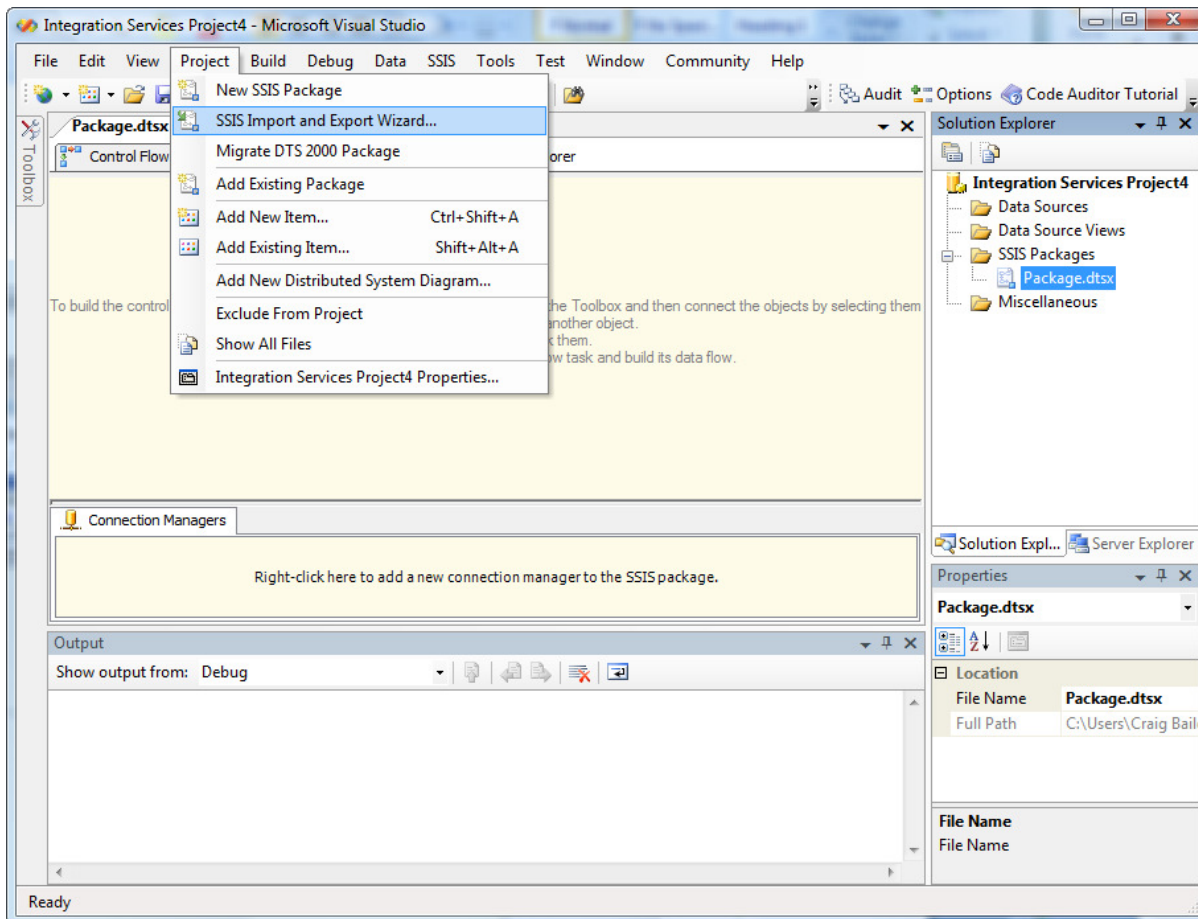 Integration Services Project4 - Microsoft Visual Studio
File Edit View Project Build Debug Data SSIS Tools Test Window Community Help
Audit Options Code Auditor Tutorial
New SSIS Package
SSIS Import and Export Wizard...
Migrate DTS 2000 Package
Add Existing Package
Add New Item... Ctrl+Shift+A
Add Existing Item... Shift+Alt+A
Add New Distributed System Diagram...
Exclude From Project
Show All Files
Integration Services Project4 Properties...
Toolbox
Package.dtsx
Control Flow orer
To build the control he Toolbox and then connect the objects by selecting them
another object.
k them.
ow task and build its data flow.
Connection Managers
Right-click here to add a new connection manager to the SSIS package.
Output
Show output from: Debug
Solution Explorer
Integration Services Project4
Data Sources
Data Source Views
SSIS Packages
Package.dtsx
Miscellaneous
Solution Expl... Server Explorer
Properties
Package.dtsx
Location
File Name Package.dtsx
Full Path C:\Users\Craig Baile
File Name
File Name
Ready